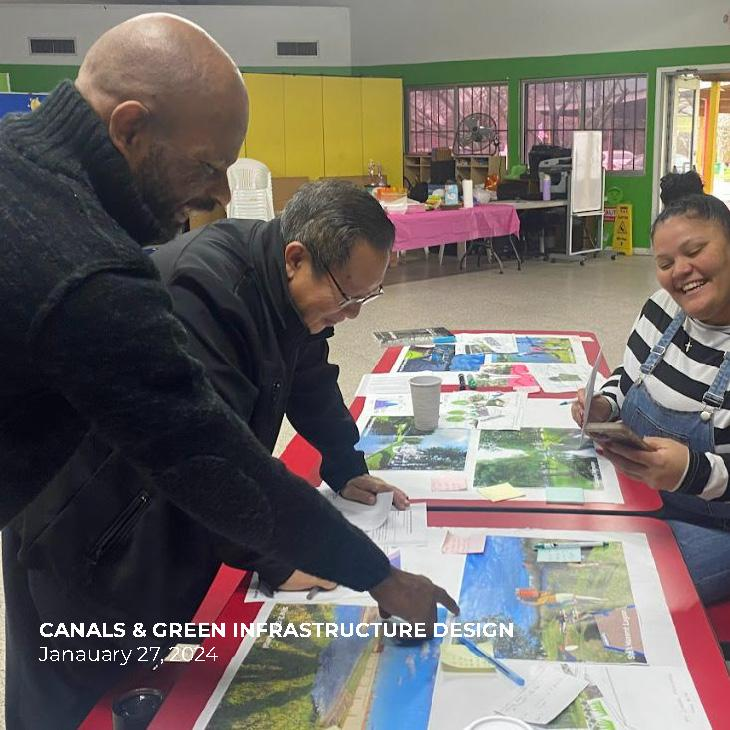 CANALS & GREEN INFRASTRUCTURE DESIGN
Janauary 27, 2024